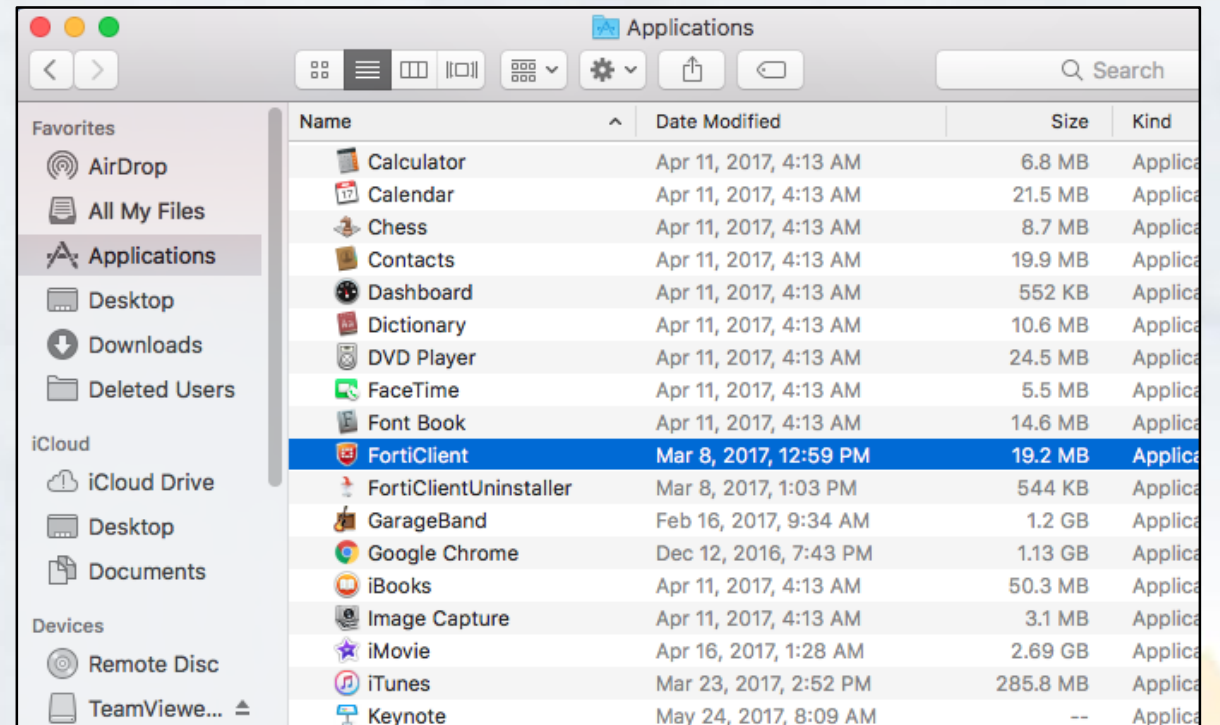 Applications
Search
Favorites
AirDrop
All My Files
Applications
Desktop
Downloads
Deleted Users
iCloud
iCloud Drive
Desktop
Documents
Devices
Remote Disc
TeamViewe...
Name Date Modified Size Kind
Calculator Apr 11, 2017, 4:13 AM 6.8 MB Applica
17 Calendar Apr 11, 2017, 4:13 AM 21.5 MB Applica
Chess Apr 11, 2017, 4:13 AM 8.7 MB Applica
Contacts Apr 11, 2017, 4:13 AM 19.9 MB Applica
Dashboard Apr 11, 2017, 4:13 AM 552 KB Applica
Dictionary Apr 11, 2017, 4:13 AM 10.6 MB Applica
DVD Player Apr 11, 2017, 4:13 AM 24.5 MB Applica
FaceTime Apr 11, 2017, 4:13 AM 5.5 MB Applica
Font Book Apr 11, 2017, 4:13 AM 14.6 MB Applica
FortiClient Mar 8, 2017, 12:59 PM 19.2 MB Applica
FortiClientUninstaller Mar 8, 2017, 1:03 PM 544 KB Applica
GarageBand Feb 16, 2017, 9:34 AM 1.2 GB Applica
Google Chrome Dec 12, 2016, 7:43 PM 1.13 GB Applica
iBooks Apr 11, 2017, 4:13 AM 50.3 MB Applica
Image Capture Apr 11, 2017, 4:13 AM 3.1 MB Applica
iMovie Apr 16, 2017, 1:28 AM 2.69 GB Applica
iTunes Mar 23, 2017, 2:52 PM 285.8 MB Applica
Keynote May 24, 2017, 8:09 AM -- Applica